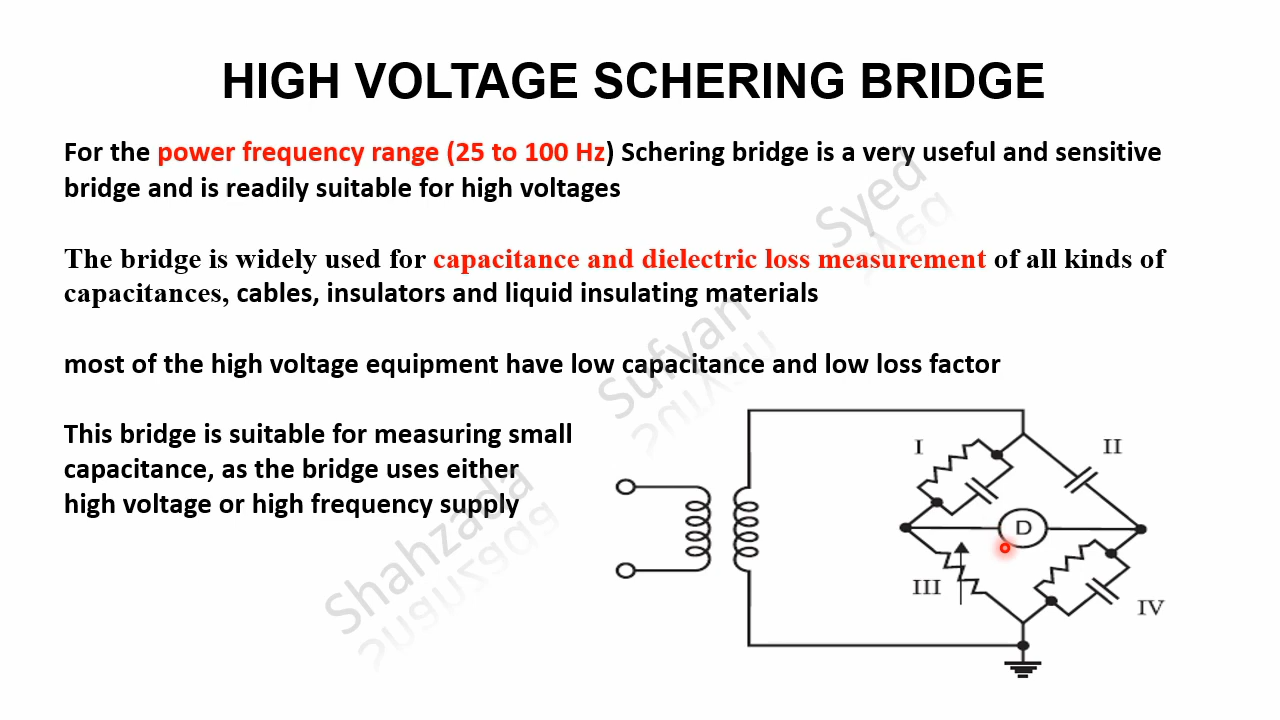 HIGH VOLTAGE SCHERING BRIDGE
For the power frequency range (25 to 100 Hz) Schering bridge is a very useful and sensitive
bridge and is readily suitable for high voltages
The bridge is widely used for capacitance and dielectric loss measurement of all kinds of
capacitances, cables, insulators and liquid insulating materials
most of the high voltage equipment have low capacitance and low loss factor
This bridge is suitable for measuring small
capacitance, as the bridge uses either
high voltage or high frequency supply
I
II
D
III
IV
Shahzada Sufyan Syed